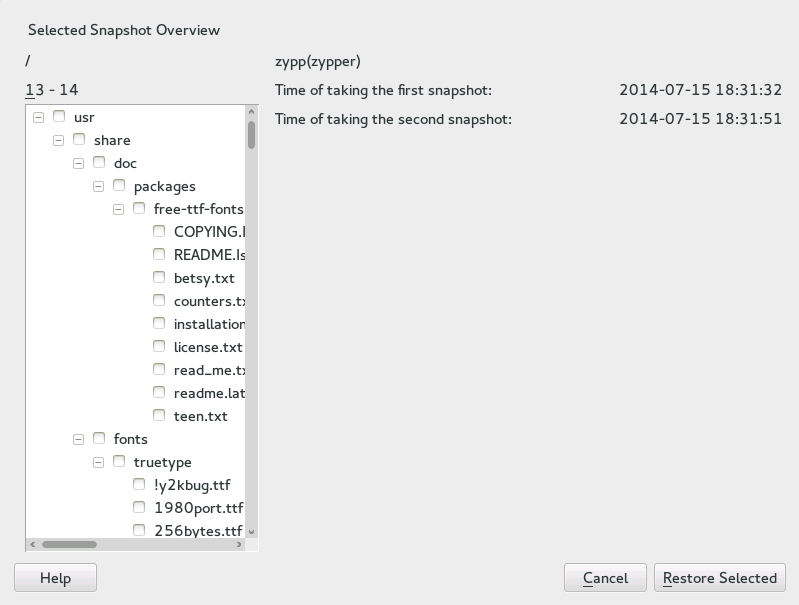 Selected Snapshot Overview
/
zypp(zypper)
13 - 14
Time of taking the first snapshot: 2014-07-15 18:31:32
Time of taking the second snapshot: 2014-07-15 18:31:51
usr
share
doc
packages
free-ttf-fonts
COPYING.
README.ls
betsy.txt
counters.tx
installation
license.txt
read_me.tx
readme.lat
teen.txt
fonts
truetype
!y2kbug.ttf
1980port.ttf
256bytes.ttf
Help
Cancel
Restore Selected